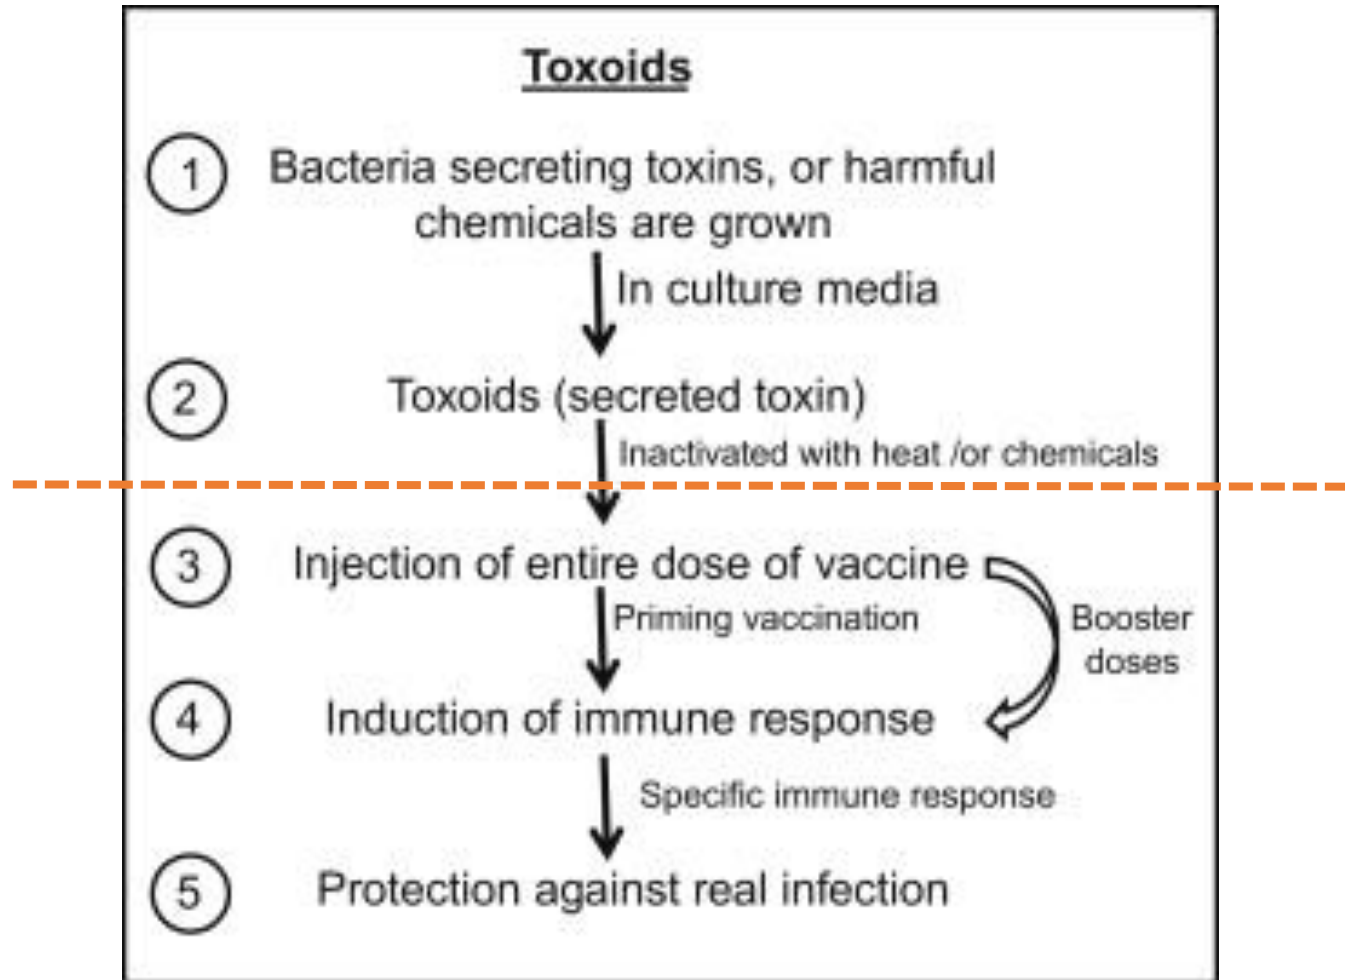 Toxoids
1 Bacteria secreting toxins, or harmful
chemicals are grown
In culture media
2 Toxoids (secreted toxin)
Inactivated with heat /or chemicals
3 Injection of entire dose of vaccine
Priming vaccination
Booster
doses
4 Induction of immune response
Specific immune response
5 Protection against real infection